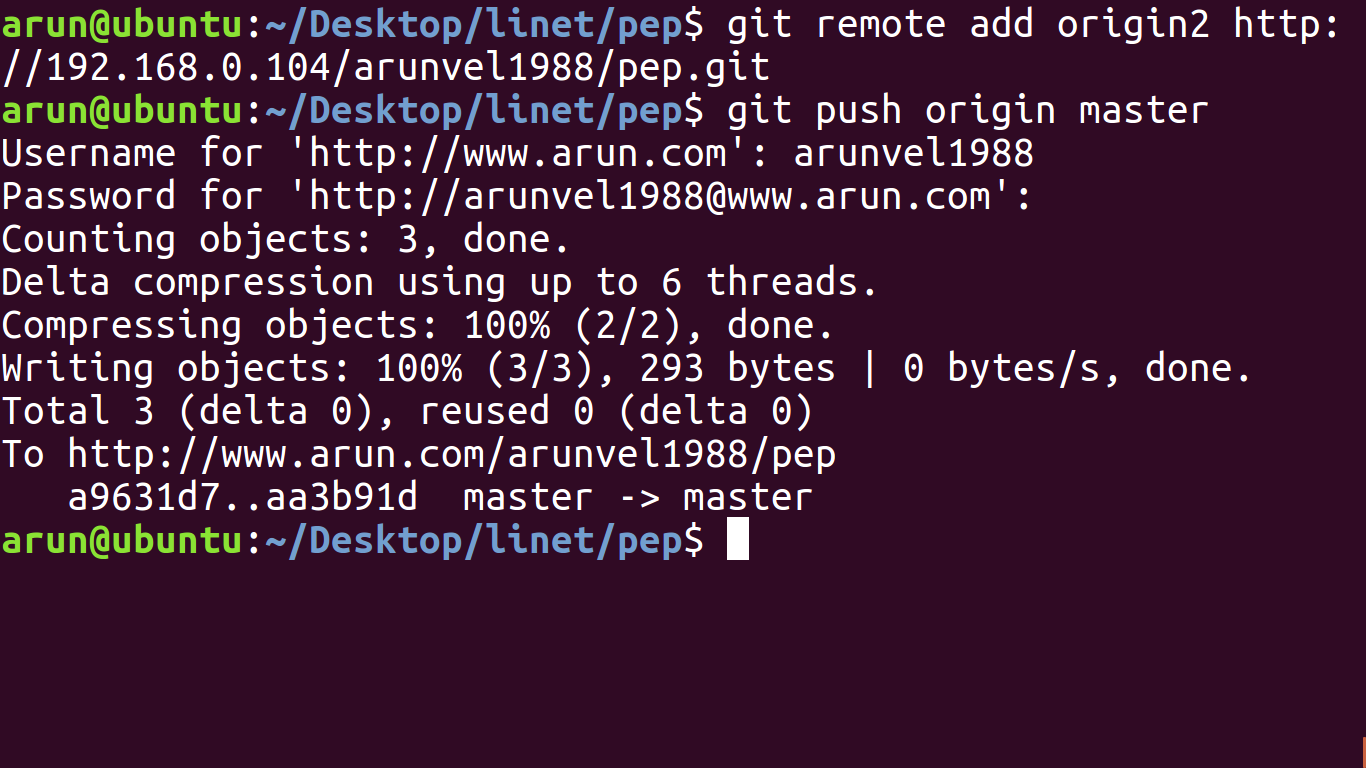 arun@ubuntu:~/Desktop/linet/pep$ git remote add origin2 http:
//192.168.0.104/arunvel1988/pep.git
arun@ubuntu:~/Desktop/linet/pep$ git push origin master
Username for 'http://www.arun.com': arunvel1988
Password for 'http://arunvel1988@www.arun.com':
Counting objects: 3, done.
Delta compression using up to 6 threads.
Compressing objects: 100% (2/2), done.
Writing objects: 100% (3/3), 293 bytes | 0 bytes/s, done.
Total 3 (delta 0), reused 0 (delta 0)
To http://www.arun.com/arunvel1988/pep
   a9631d7..aa3b91d  master -> master
arun@ubuntu:~/Desktop/linet/pep$